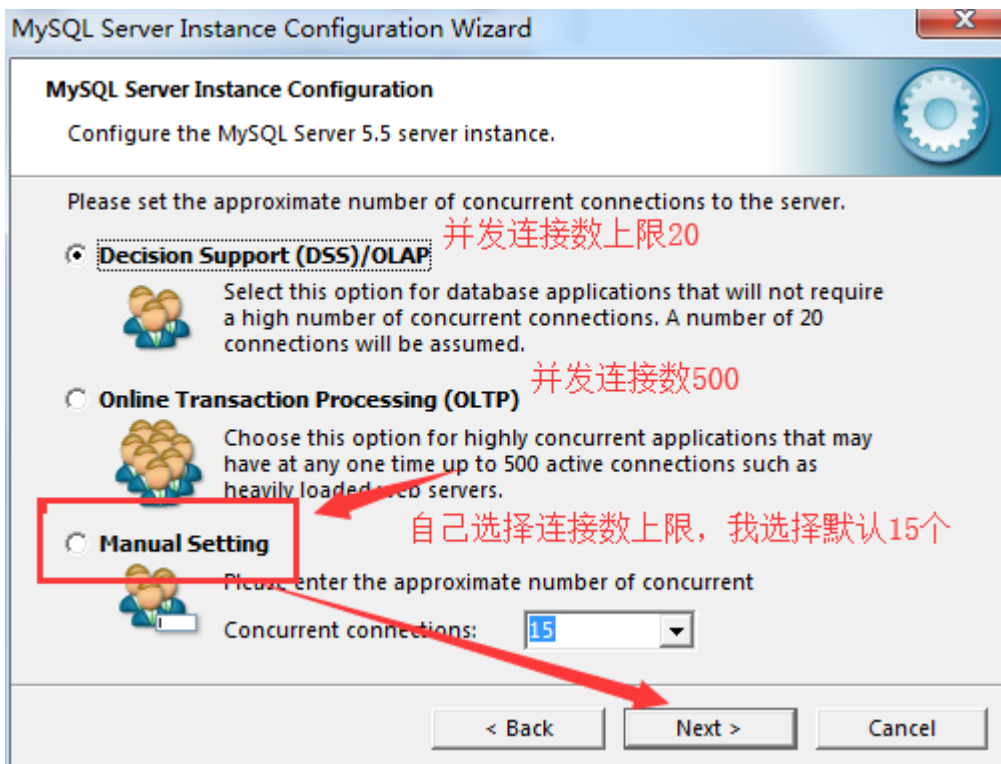 MySQL Server Instance Configuration Wizard
MySQL Server Instance Configuration
Configure the MySQL Server 5.5 server instance.
Please set the approximate number of concurrent connections to the server.
并发连接数上限20
Decision Support (DSS)/OLAP
Select this option for database applications that will not require
a high number of concurrent connections. A number of 20
connections will be assumed.
并发连接数500
Online Transaction Processing (OLTP)
Choose this option for highly concurrent applications that may
have at any one time up to 500 active connections such as
heavily loaded web servers.
自己选择连接数上限，我选择默认15个
Manual Setting
Please enter the approximate number of concurrent
Concurrent connections: 15
< Back Next > Cancel